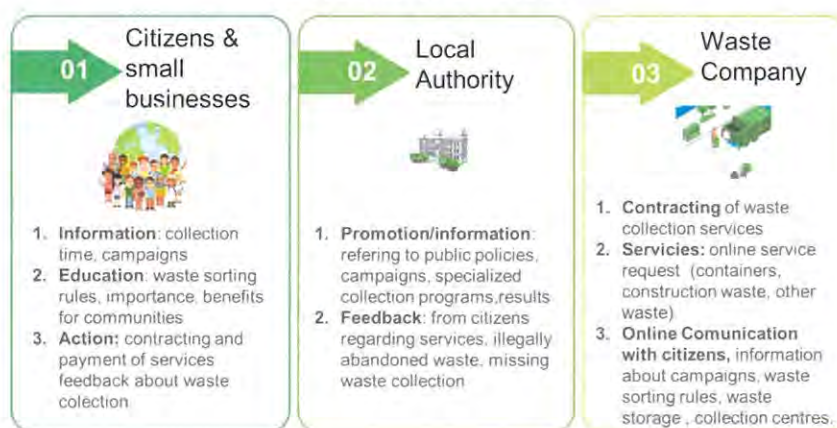 01
Citizens &
small
businesses
1. Information: collection
time, campaigns
2. Education: waste sorting
rules, importance, benefits
for communities
3. Action: contracting and
payment of services
feedback about waste
colection
02
Local
Authority
1. Promotion/information:
refering to public policies,
campaigns, specialized
collection programs,results
2. Feedback: from citizens
regarding services, illegally
abandoned waste, missing
waste collection
03
Waste
Company
1. Contracting of waste
collection services
2. Servicies: online service
request (containers,
construction waste, other
waste)
3. Online Comunication
with citizens, information
about campaigns, waste
sorting rules, waste
storage , collection centres,